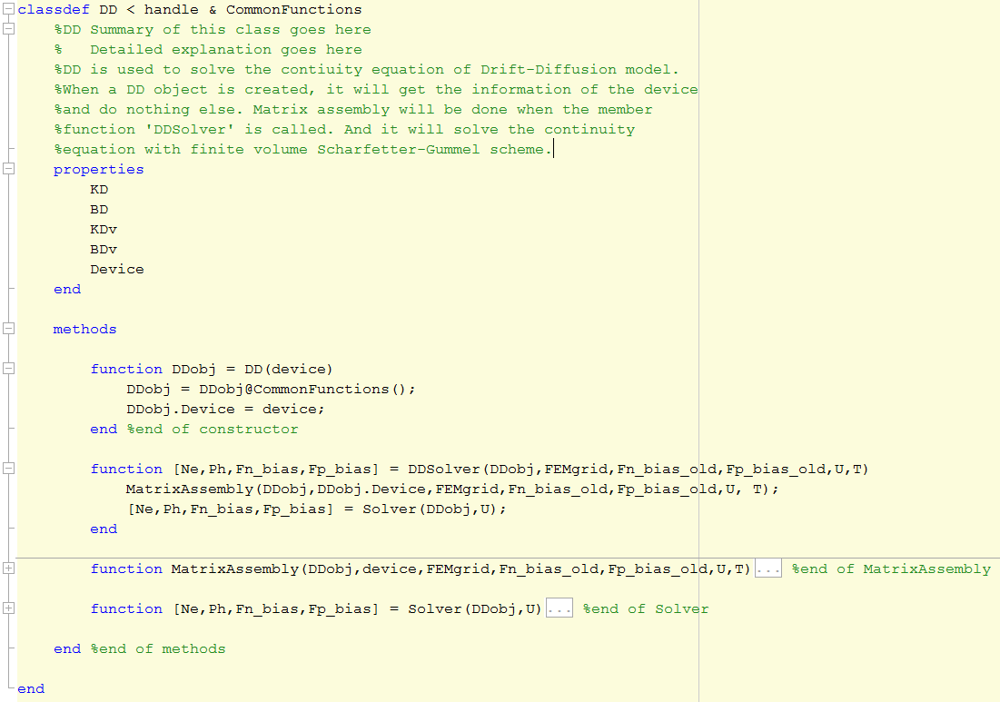 classdef DD < handle & CommonFunctions
%DD Summary of this class goes here
%   Detailed explanation goes here
%DD is used to solve the contiuity equation of Drift-Diffusion model.
%When a DD object is created, it will get the information of the device
%and do nothing else. Matrix assembly will be done when the member
%function 'DDSolver' is called. And it will solve the continuity
%equation with finite volume Scharfetter-Gummel scheme.
properties
KD
BD
KDv
BDv
Device
end
methods
function DDobj = DD(device)
DDobj = DDobj@CommonFunctions();
DDobj.Device = device;
end %end of constructor
function [Ne,Ph,Fn_bias,Fp_bias] = DDSolver(DDobj,FEMgrid,Fn_bias_old,Fp_bias_old,U,T)
MatrixAssembly(DDobj,DDobj.Device,FEMgrid,Fn_bias_old,Fp_bias_old,U, T);
[Ne,Ph,Fn_bias,Fp_bias] = Solver(DDobj,U);
end
function MatrixAssembly(DDobj,device,FEMgrid,Fn_bias_old,Fp_bias_old,U,T)... %end of MatrixAssembly
function [Ne,Ph,Fn_bias,Fp_bias] = Solver(DDobj,U)... %end of Solver
end %end of methods
end